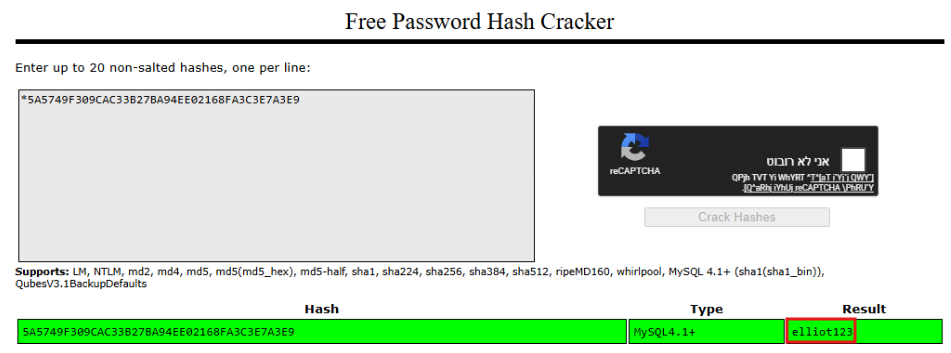 Free Password Hash Cracker
Enter up to 20 non-salted hashes, one per line:
*5A5749F309CAC33B27BA94EE02168FA3C3E7A3E9
אני לא רובוט
reCAPTCHA
Crack Hashes
Supports: LM, NTLM, md2, md4, md5, md5(md5_hex), md5-half, sha1, sha224, sha256, sha384, sha512, ripeMD160, whirlpool, MySQL 4.1+ (sha1(sha1_bin)),
QubesV3.1BackupDefaults
Hash Type Result
5A5749F309CAC33B27BA94EE02168FA3C3E7A3E9 MySQL4.1+ elliot123